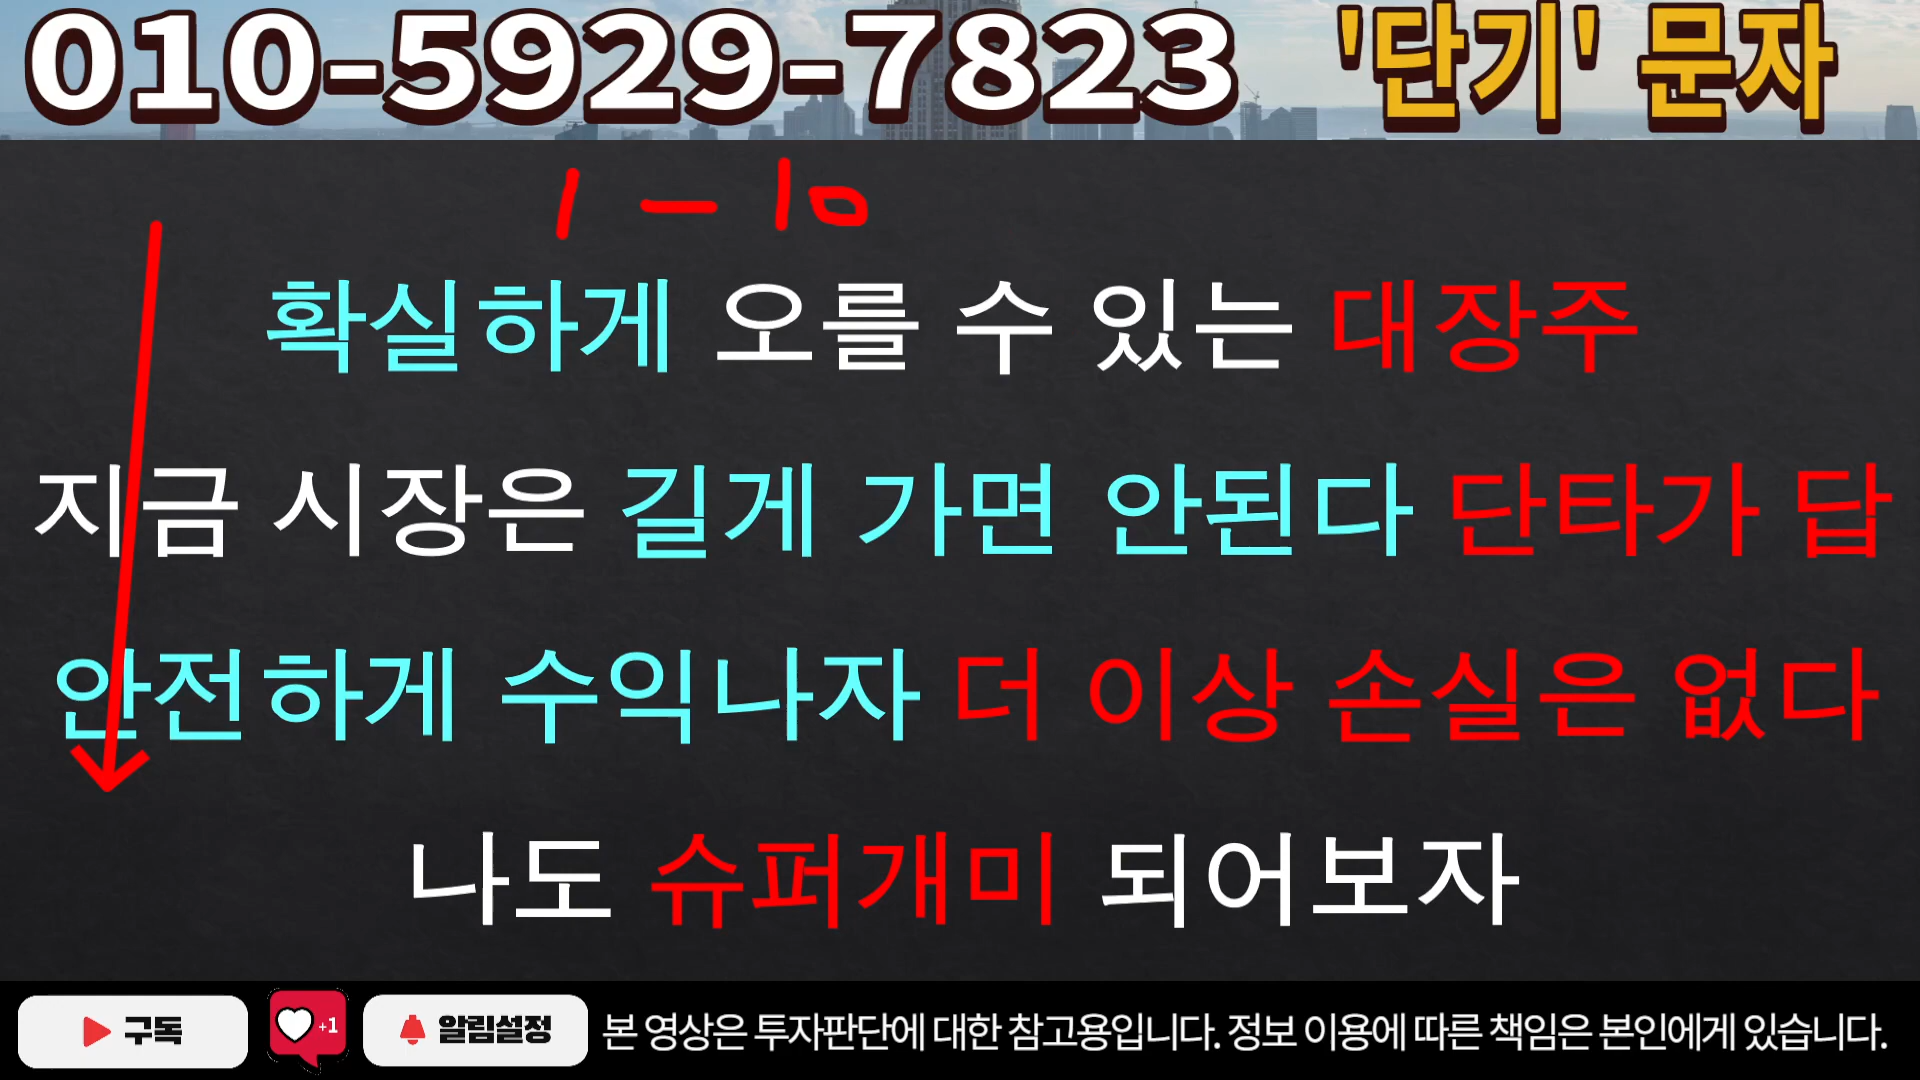 010-5929-7823 '단기' 문자
1 - 10
확실하게 오를 수 있는 대장주
지금 시장은 길게 가면 안된다 단타가 답
안전하게 수익나자 더 이상 손실은 없다
나도 슈퍼개미 되어보자
구독 +1 알림설정 본 영상은 투자판단에 대한 참고용입니다. 정보 이용에 따른 책임은 본인에게 있습니다.